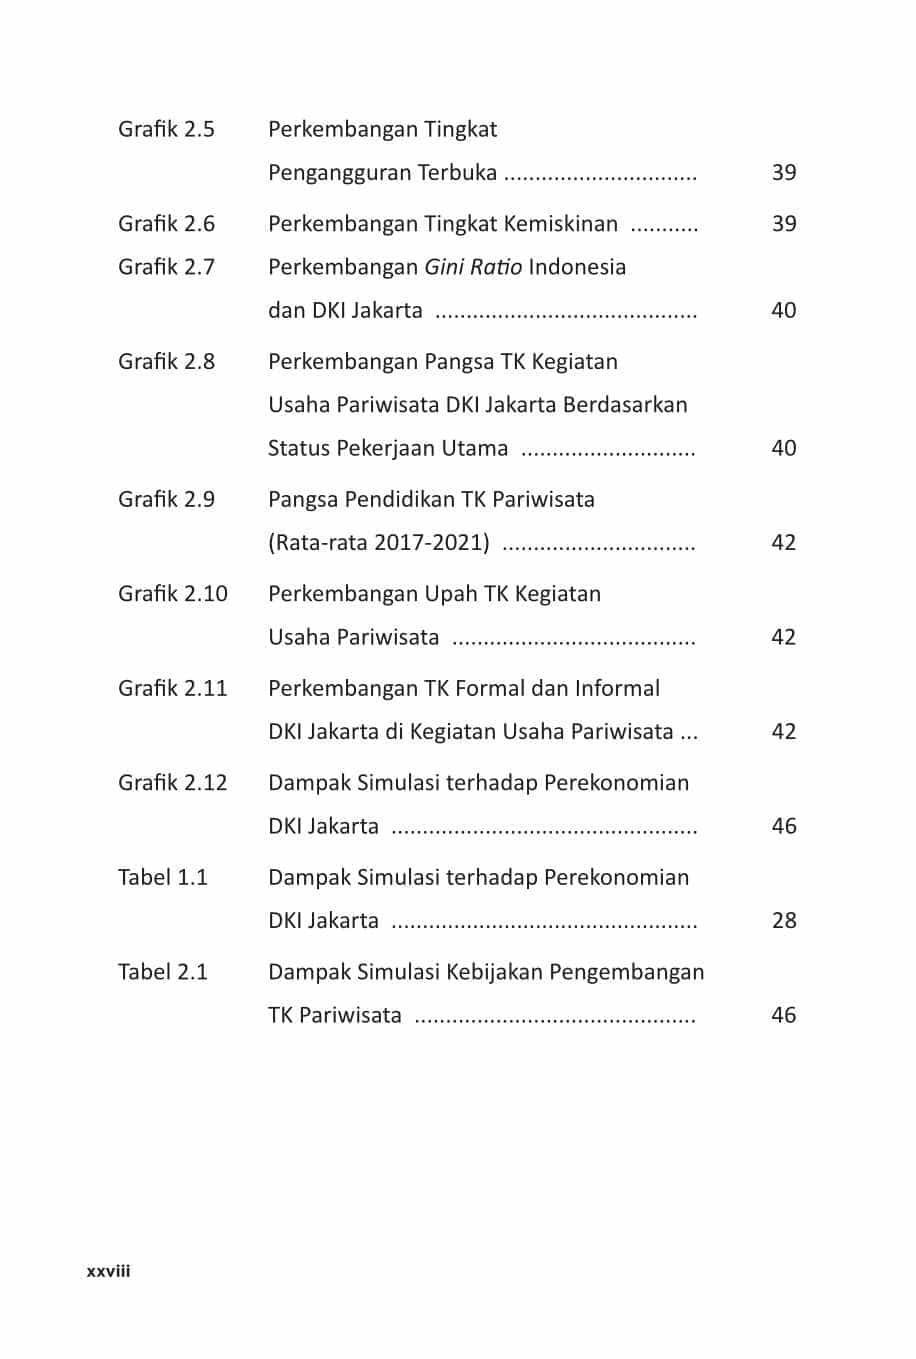 Grafik 2.5 Perkembangan Tingkat
Pengangguran Terbuka ............................... 39
Grafik 2.6 Perkembangan Tingkat Kemiskinan ........... 39
Grafik 2.7 Perkembangan Gini Ratio Indonesia
dan DKI Jakarta .......................................... 40
Grafik 2.8 Perkembangan Pangsa TK Kegiatan
Usaha Pariwisata DKI Jakarta Berdasarkan
Status Pekerjaan Utama ............................ 40
Grafik 2.9 Pangsa Pendidikan TK Pariwisata
(Rata-rata 2017-2021) ............................... 42
Grafik 2.10 Perkembangan Upah TK Kegiatan
Usaha Pariwisata ....................................... 42
Grafik 2.11 Perkembangan TK Formal dan Informal
DKI Jakarta di Kegiatan Usaha Pariwisata ... 42
Grafik 2.12 Dampak Simulasi terhadap Perekonomian
DKI Jakarta ................................................. 46
Tabel 1.1 Dampak Simulasi terhadap Perekonomian
DKI Jakarta ................................................. 28
Tabel 2.1 Dampak Simulasi Kebijakan Pengembangan
TK Pariwisata ............................................. 46
xxviii